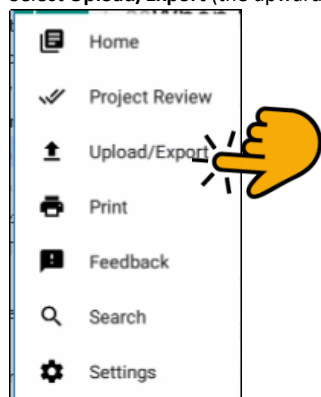 Select Upload/Export (the upward
Home
Project Review
Upload/Export
Print
Feedback
Search
Settings